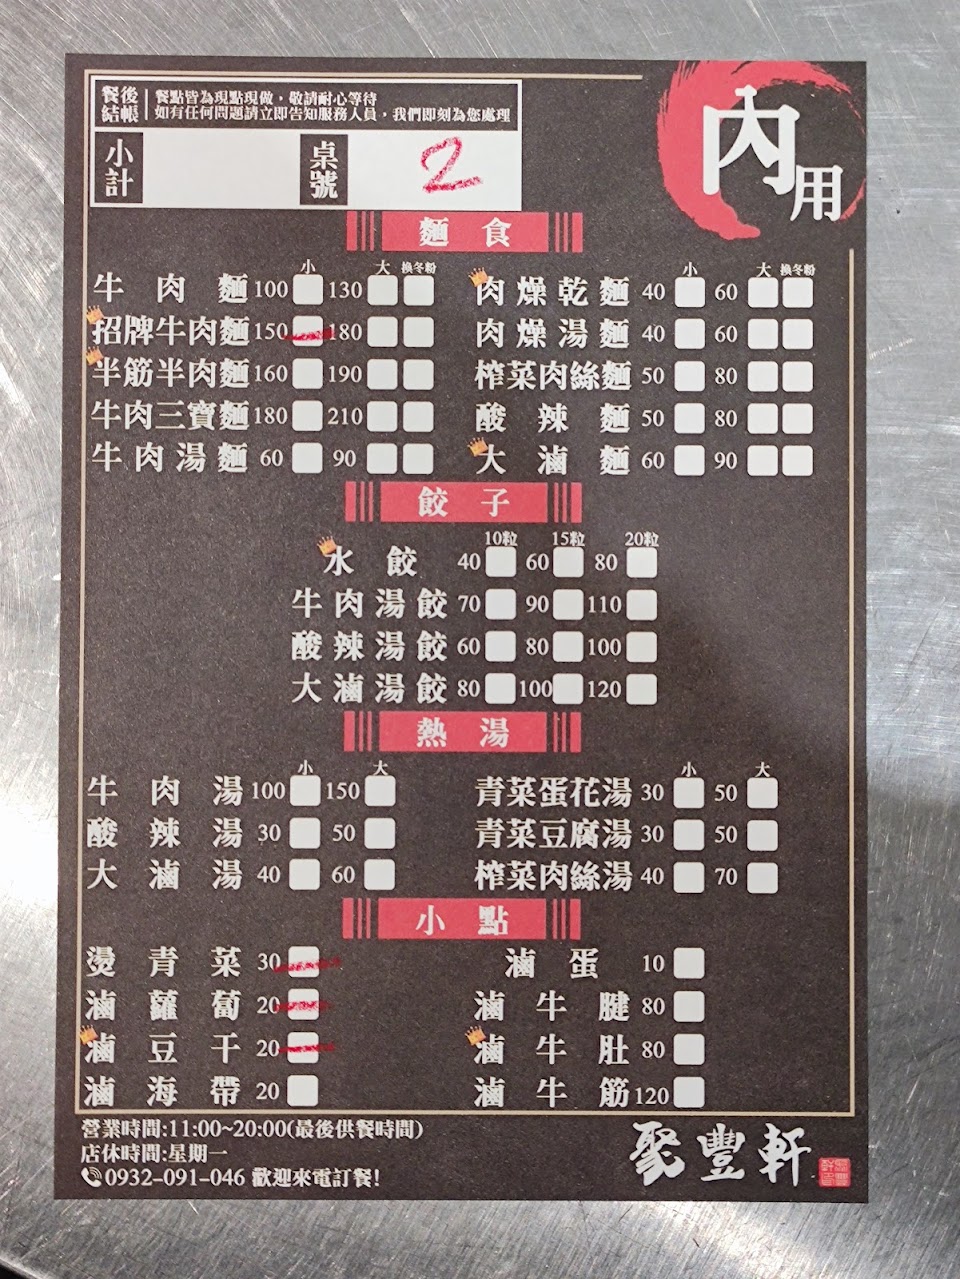 餐後結帳
餐點皆為現點現做，敬請耐心等待
如有任何問題請立即告知服務人員，我們即刻為您處理
小計
桌號 2
內用
麵食
小 大 換冬粉
牛肉麵 100 130
招牌牛肉麵 150 180
半筋半肉麵 160 190
牛肉三寶麵 180 210
牛肉湯麵 60 90
小 大 換冬粉
肉燥乾麵 40 60
肉燥湯麵 40 60
榨菜肉絲麵 50 80
酸辣麵 50 80
大滷麵 60 90
餃子
10粒 15粒 20粒
水餃 40 60 80
牛肉湯餃 70 90 110
酸辣湯餃 60 80 100
大滷湯餃 80 100 120
熱湯
小 大
牛肉湯 100 150
酸辣湯 30 50
大滷湯 40 60
小 大
青菜蛋花湯 30 50
青菜豆腐湯 30 50
榨菜肉絲湯 40 70
小點
燙青菜 30
滷蘿蔔 20
滷豆干 20
滷海帶 20
滷蛋 10
滷牛腱 80
滷牛肚 80
滷牛筋 120
營業時間:11:00~20:00(最後供餐時間)
店休時間:星期一
0932-091-046 歡迎來電訂餐!
聚豐軒